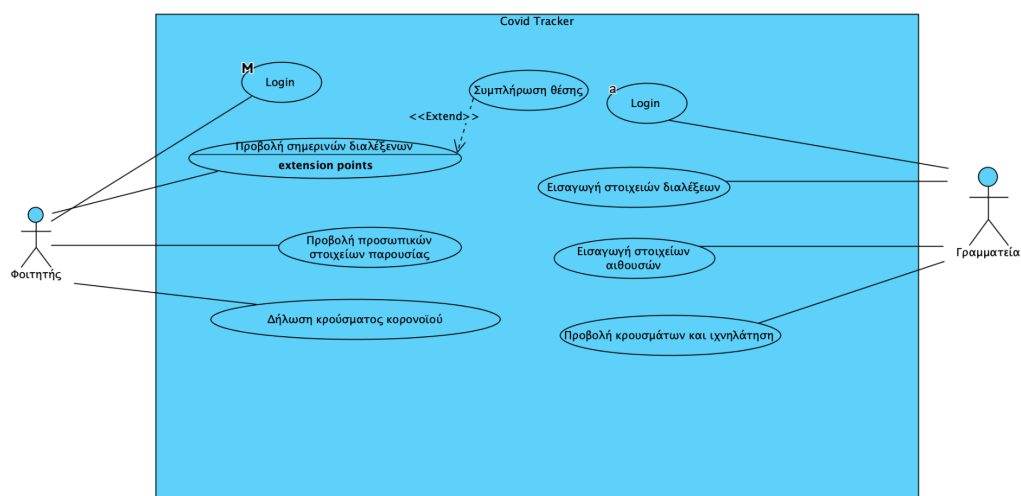 Covid Tracker
M
Login
Συμπλήρωση θέσης
a
Login
<<Extend>>
Προβολή σημερινών διαλέξενων
extension points
Εισαγωγή στοιχειών διαλέξεων
Προβολή προσωπικών
στοιχείων παρουσίας
Εισαγωγή στοιχείων
αιθουσών
Φοιτητής
Γραμματεία
Δήλωση κρούσματος κορονοϊού
Προβολή κρουσμάτων και ιχνηλάτηση